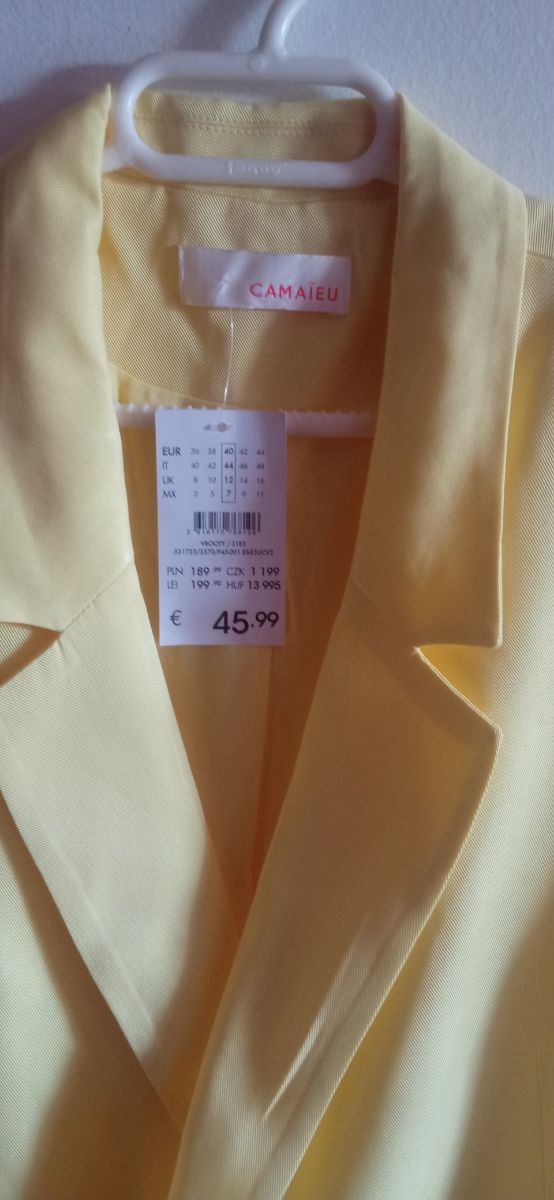 CAMAÏEU
EUR 36 38 40 42 44
IT 40 42 44 46 48
UK 8 10 12 14 16
MX 3 5 7 9 11
PLN 189.99 CZK 1 199
LEI 199.90 HUF 13 995
€ 45.99